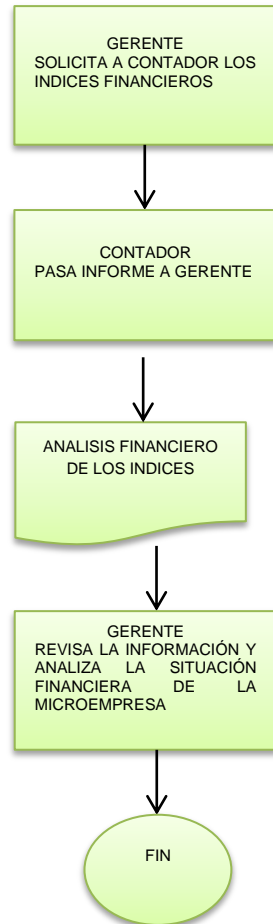 GERENTE
SOLICITA A CONTADOR LOS
INDICES FINANCIEROS
CONTADOR
PASA INFORME A GERENTE
ANALISIS FINANCIERO
DE LOS INDICES
GERENTE
REVISA LA INFORMACIÓN Y
ANALIZA LA SITUACIÓN
FINANCIERA DE LA
MICROEMPRESA
FIN